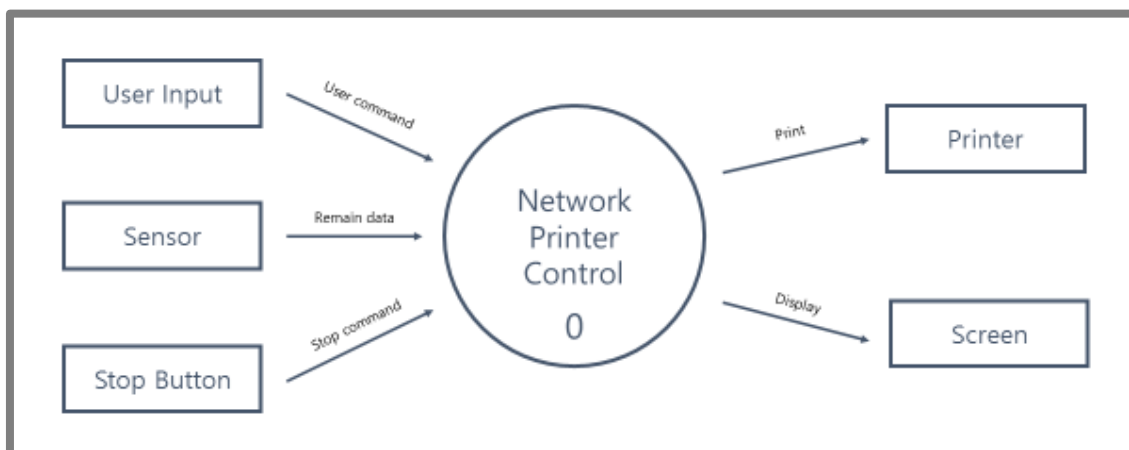 User Input
User command
Sensor
Remain data
Stop Button
Stop command
Network
Printer
Control
0
Print
Printer
Display
Screen